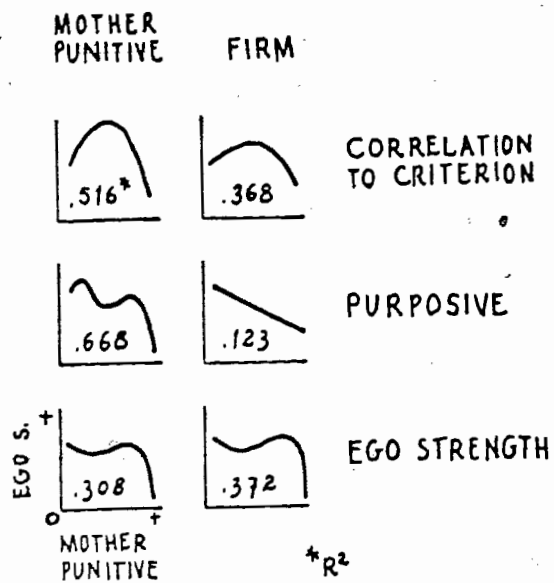 MOTHER
PUNITIVE
FIRM
.516*
.368
CORRELATION
TO CRITERION
.668
.123
PURPOSIVE
+
EGO S.
.308
O
+
MOTHER
PUNITIVE
.372
EGO STRENGTH
*R²